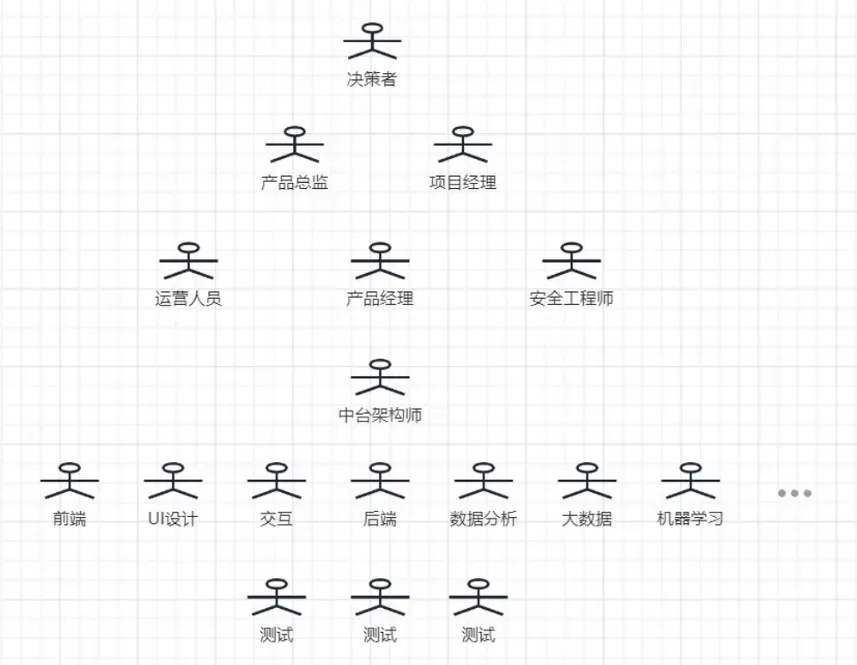 决策者
产品总监 项目经理
运营人员 产品经理 安全工程师
中台架构师
前端 UI设计 交互 后端 数据分析 大数据 机器学习
测试 测试 测试